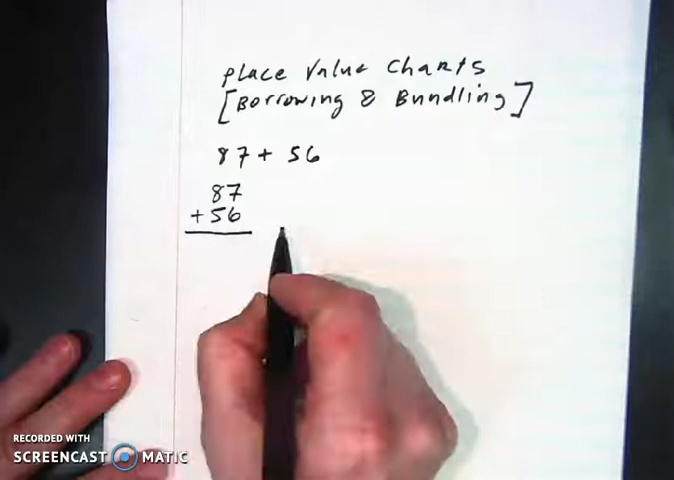 place value charts
[Borrowing & Bundling]
87 + 56
87
+56
RECORDED WITH
SCREENCAST MATIC